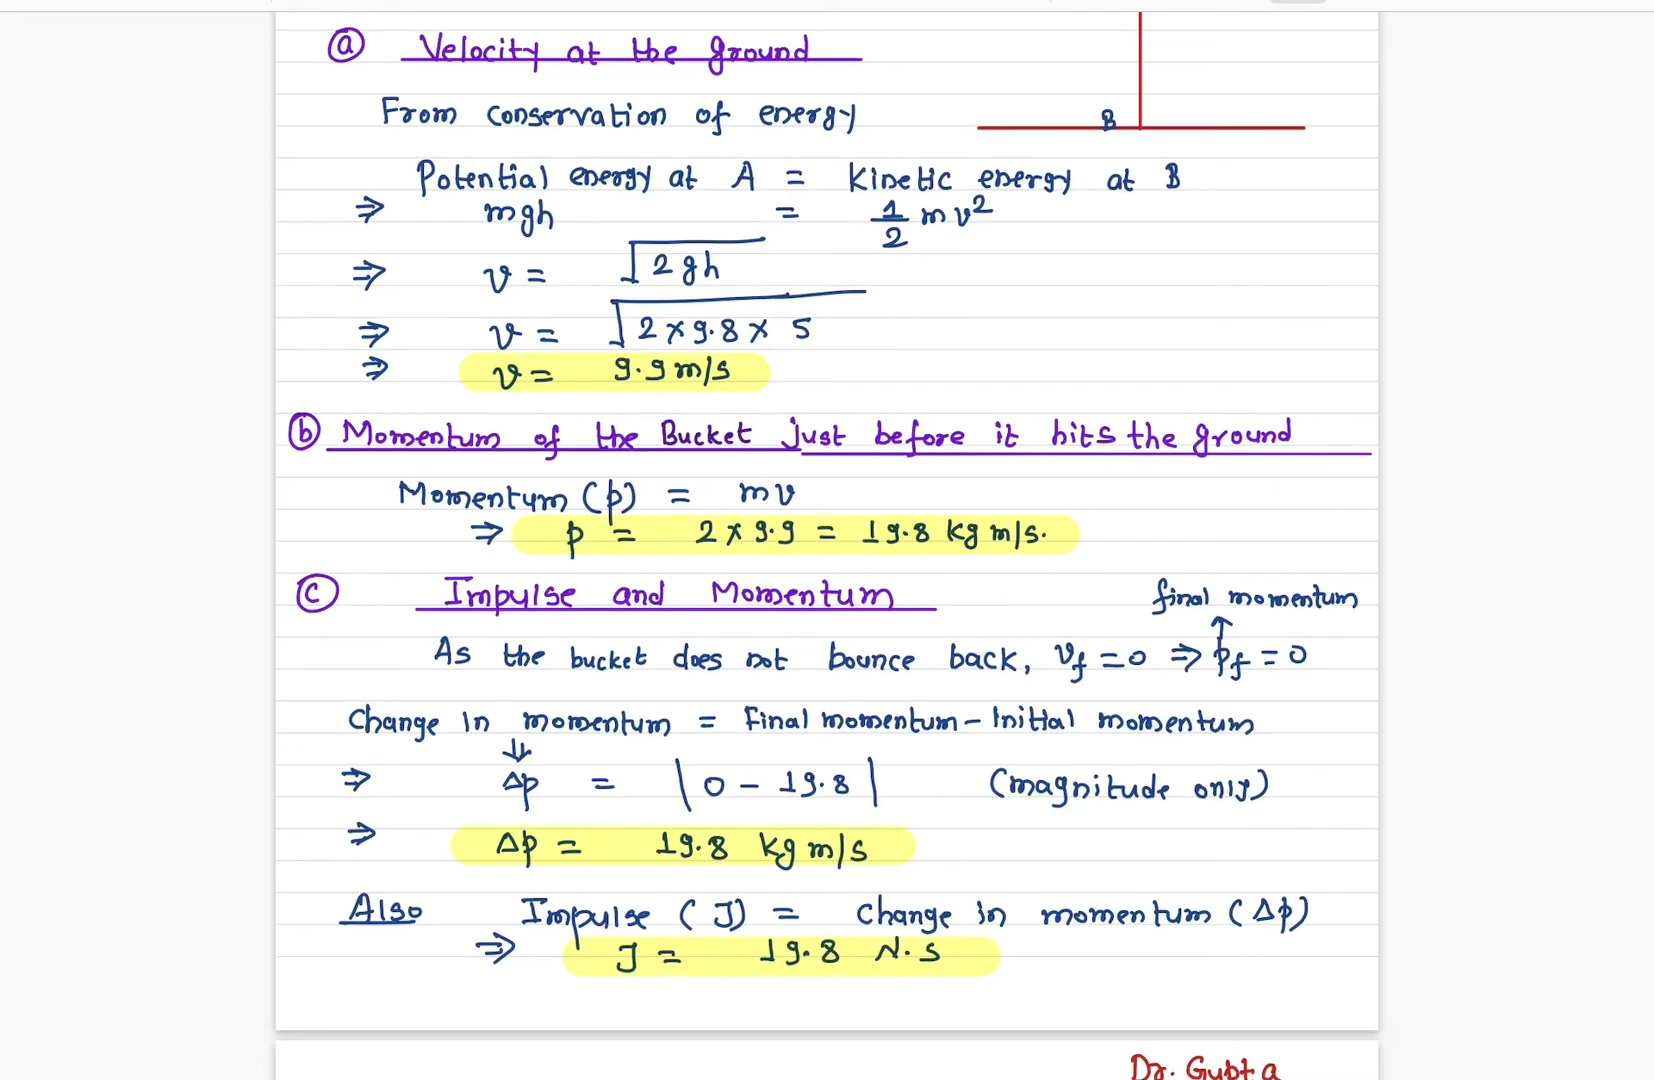 ⓐ Velocity at the ground
From conservation of energy
B
Potential energy at A = Kinetic energy at B
⇒ mgh = 1/2 mv²
⇒ v = √2gh
⇒ v = √2×9.8×5
⇒ v = 9.9 m/s
ⓑ Momentum of the Bucket just before it hits the ground
Momentum (p) = mv
⇒ p = 2 × 9.9 = 19.8 kg m/s.
ⓒ Impulse and Momentum
final momentum
↑
As the bucket does not bounce back, vf = 0 ⇒ pf = 0
Change in momentum = Final momentum - Initial momentum
⇓
⇒ Δp = |0 - 19.8| (magnitude only)
⇒ Δp = 19.8 kg m/s
Also Impulse (J) = Change in momentum (Δp)
⇒ J = 19.8 N.s
Dr. Gupta